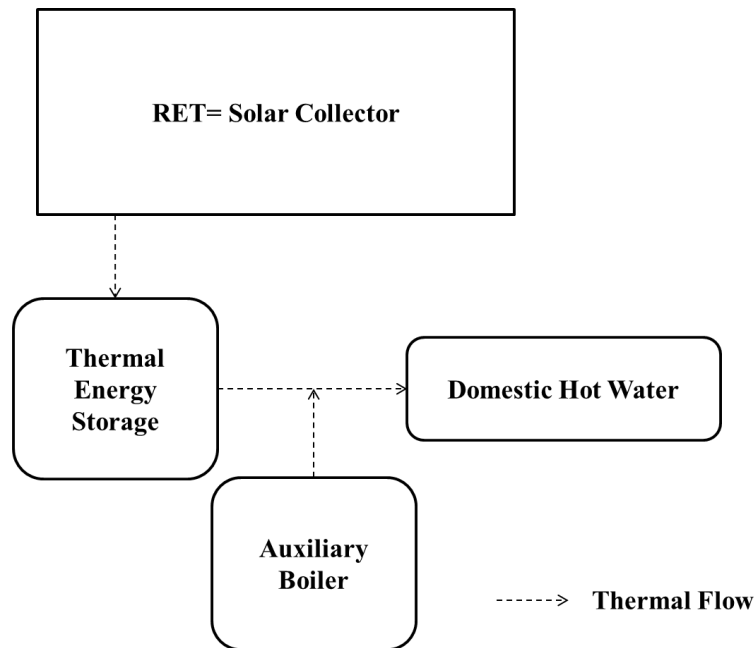 RET= Solar Collector
Thermal
Energy
Storage
Domestic Hot Water
Auxiliary
Boiler
Thermal Flow